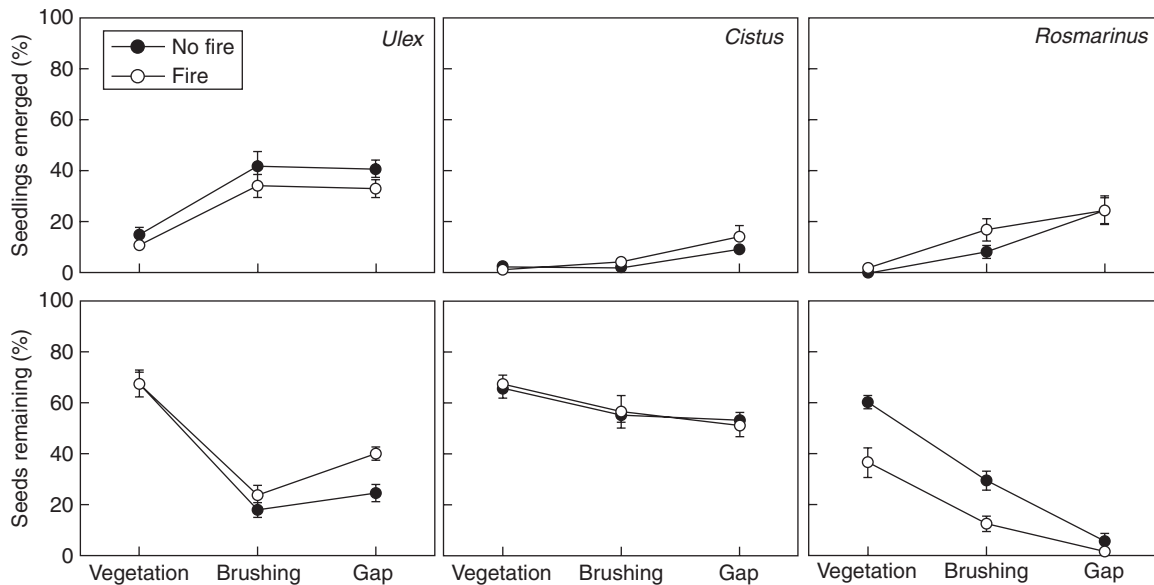 Seedlings emerged (%)
100
80
60
40
20
0
No fire
Fire
Ulex
Cistus
Rosmarinus
Seeds remaining (%)
100
80
60
40
20
0
Vegetation Brushing Gap
Vegetation Brushing Gap
Vegetation Brushing Gap